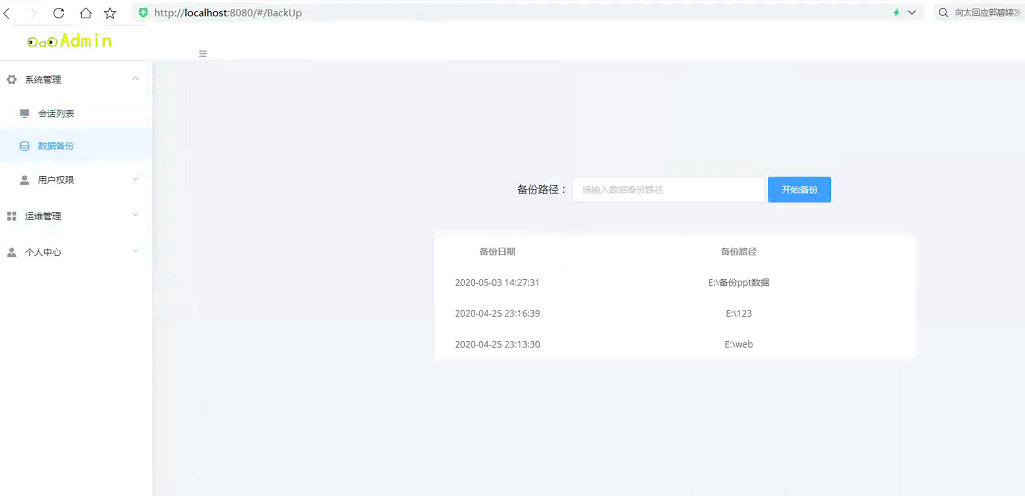 http://localhost:8080/#/BackUp
向太回应郭碧婷
Admin
系统管理
会话列表
数据备份
用户权限
运维管理
个人中心
备份路径：
请输入数据备份路径
开始备份
备份日期 备份路径
2020-05-03 14:27:31 E:\备份ppt数据
2020-04-25 23:16:39 E:\123
2020-04-25 23:13:30 E:\web